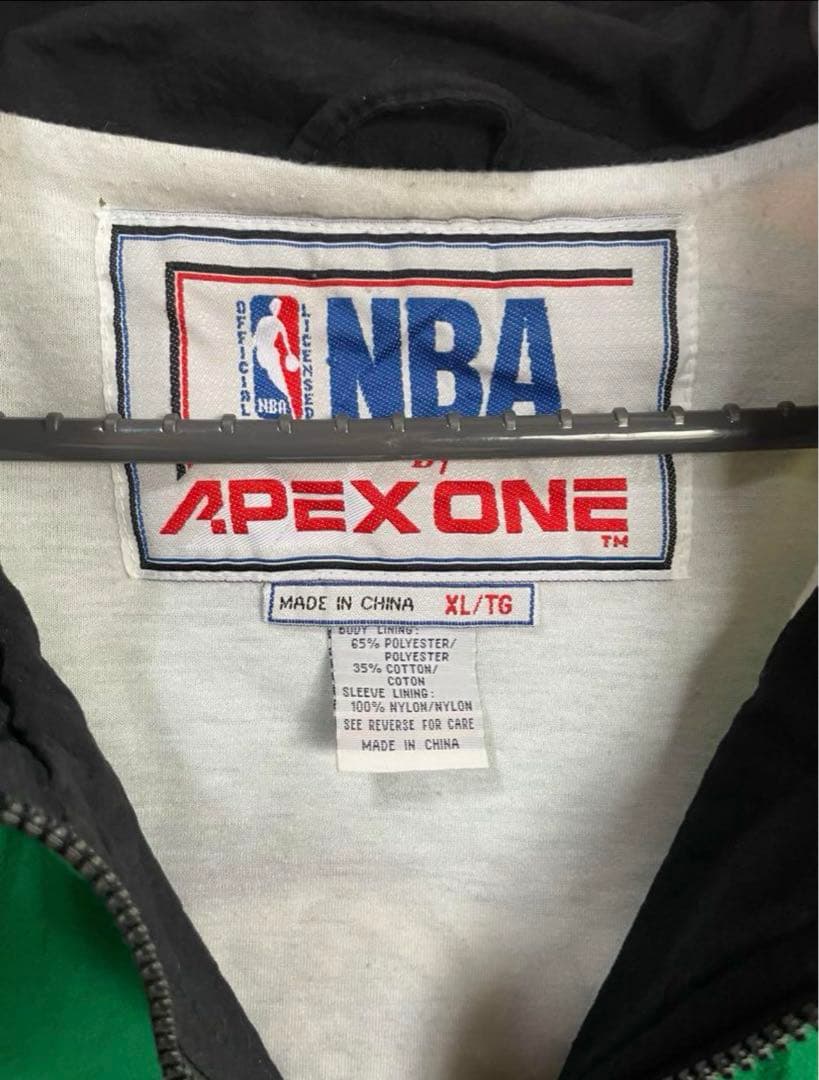 OFFICIAL
LICENSED
NBA
NBA
BY
APEX ONE
TM
MADE IN CHINA XL/TG
BODY LINING:
65% POLYESTER/
POLYESTER
35% COTTON/
COTON
SLEEVE LINING:
100% NYLON/NYLON
SEE REVERSE FOR CARE
MADE IN CHINA